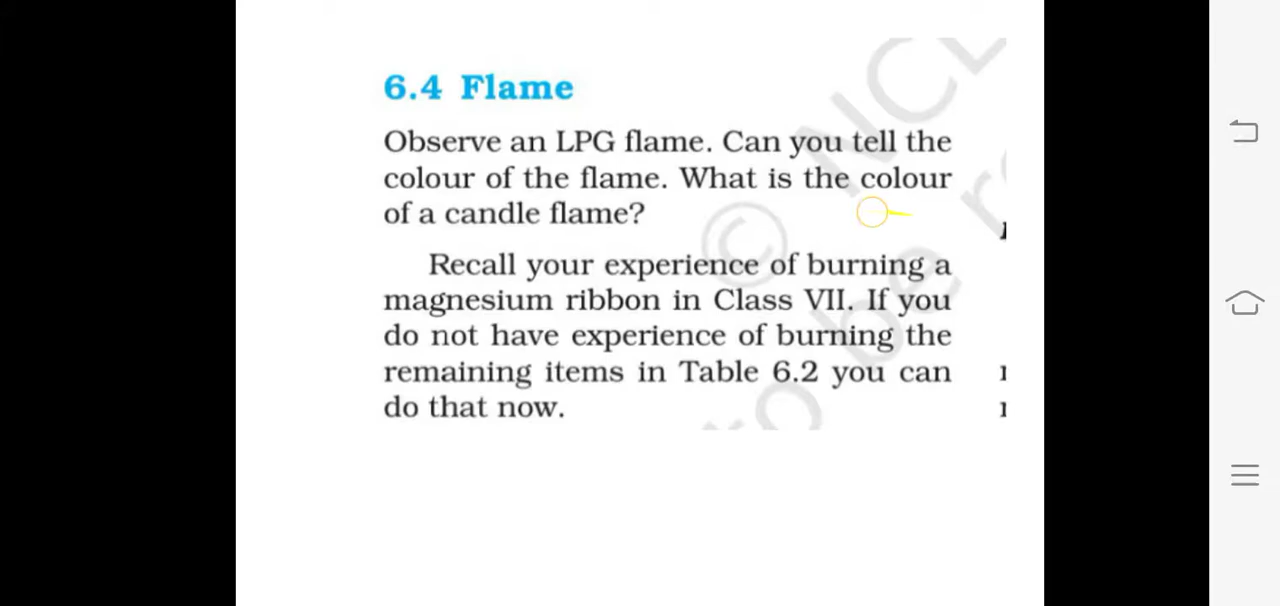 6.4 Flame
Observe an LPG flame. Can you tell the
colour of the flame. What is the colour
of a candle flame?
Recall your experience of burning a
magnesium ribbon in Class VII. If you
do not have experience of burning the
remaining items in Table 6.2 you can
do that now.